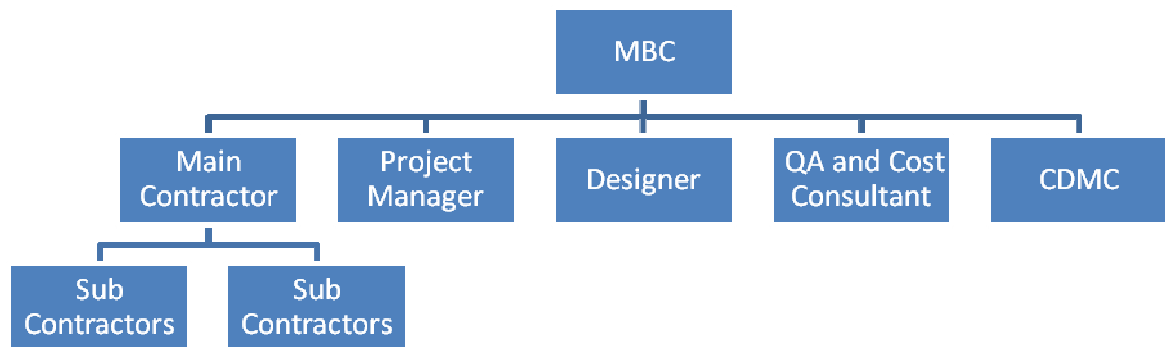 MBC
Main
Contractor
Project
Manager
Designer
QA and Cost
Consultant
CDMC
Sub
Contractors
Sub
Contractors